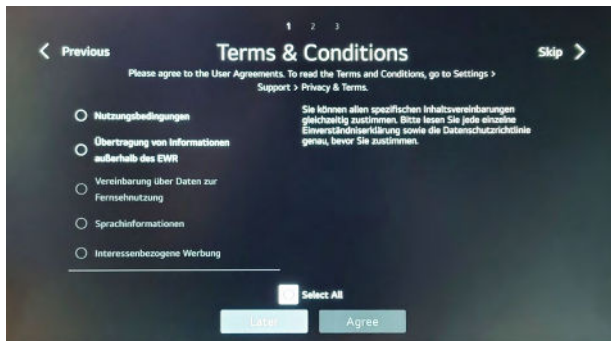 1 2 3
Previous
Terms & Conditions
Skip
Please agree to the User Agreements. To read the Terms and Conditions, go to Settings >
Support > Privacy & Terms.
Nutzungsbedingungen
Übertragung von Informationen
außerhalb des EWR
Vereinbarung über Daten zur
Fernsehnutzung
Sprachinformationen
Interessenbezogene Werbung
Sie können allen spezifischen Inhaltsvereinbarungen
gleichzeitig zustimmen. Bitte lesen Sie jede einzelne
Einverständniserklärung sowie die Datenschutzrichtlinie
genau, bevor Sie zustimmen.
Select All
Later
Agree